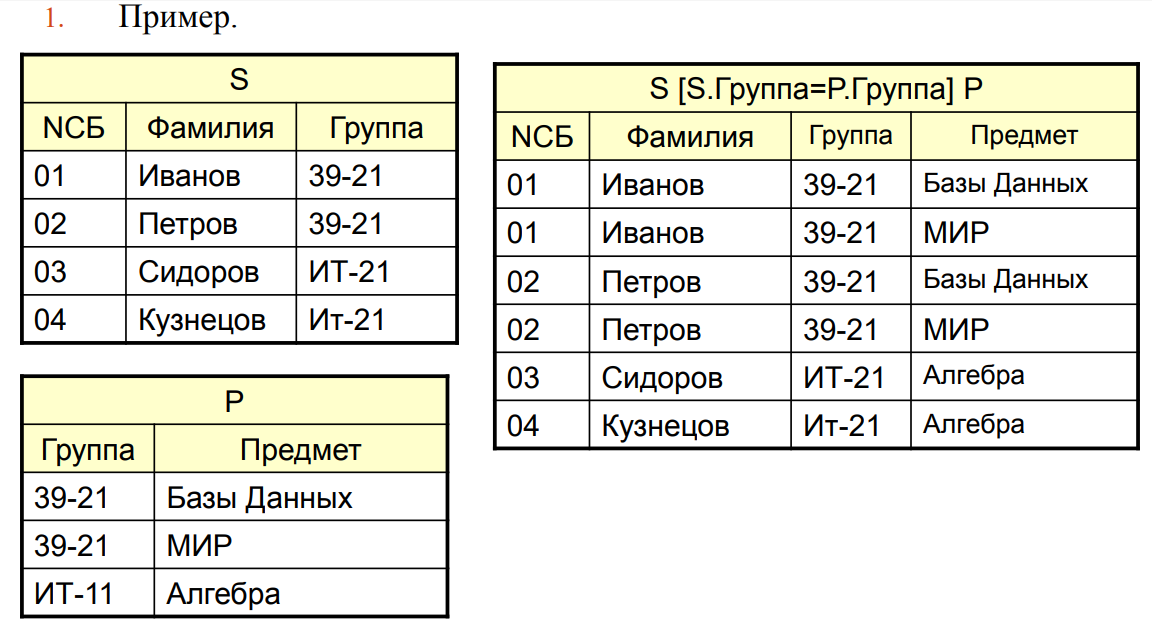 1. Пример.
S
NСБ Фамилия Группа
01 Иванов 39-21
02 Петров 39-21
03 Сидоров ИТ-21
04 Кузнецов Ит-21
P
Группа Предмет
39-21 Базы Данных
39-21 МИР
ИТ-11 Алгебра
S [S.Группа=P.Группа] P
NСБ Фамилия Группа Предмет
01 Иванов 39-21 Базы Данных
01 Иванов 39-21 МИР
02 Петров 39-21 Базы Данных
02 Петров 39-21 МИР
03 Сидоров ИТ-21 Алгебра
04 Кузнецов Ит-21 Алгебра